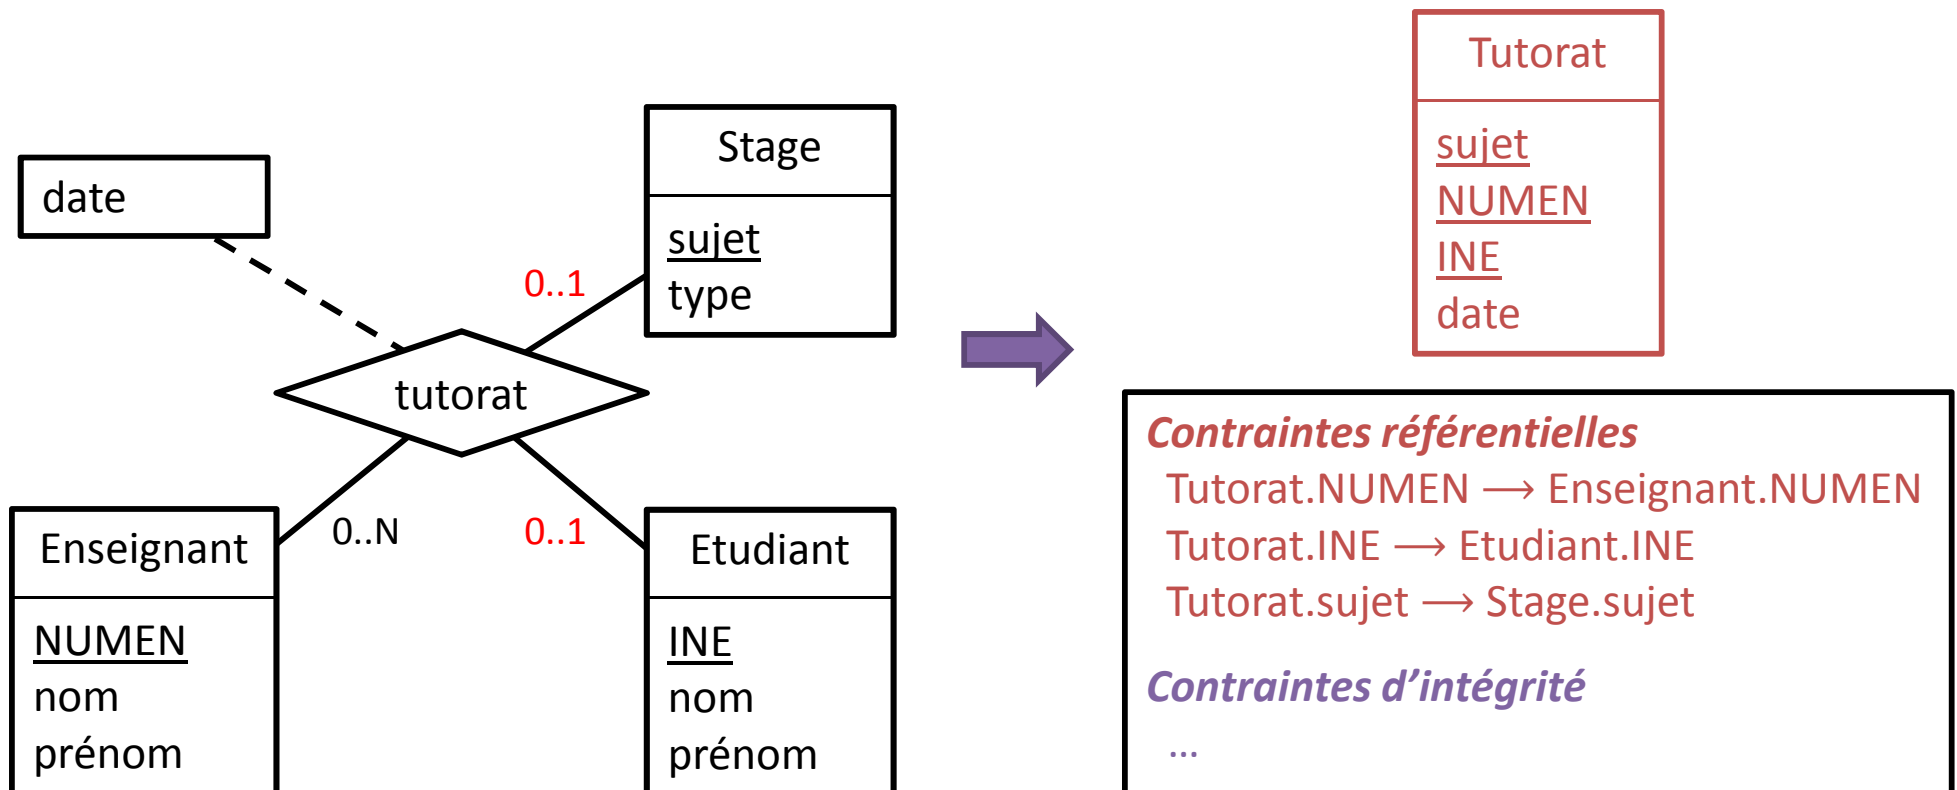 date
Stage
sujet
type
0..1
tutorat
0..N
0..1
Enseignant
NUMEN
nom
prénom
Etudiant
INE
nom
prénom
Tutorat
sujet
NUMEN
INE
date
Contraintes référentielles
Tutorat.NUMEN → Enseignant.NUMEN
Tutorat.INE → Etudiant.INE
Tutorat.sujet → Stage.sujet
Contraintes d’intégrité
...